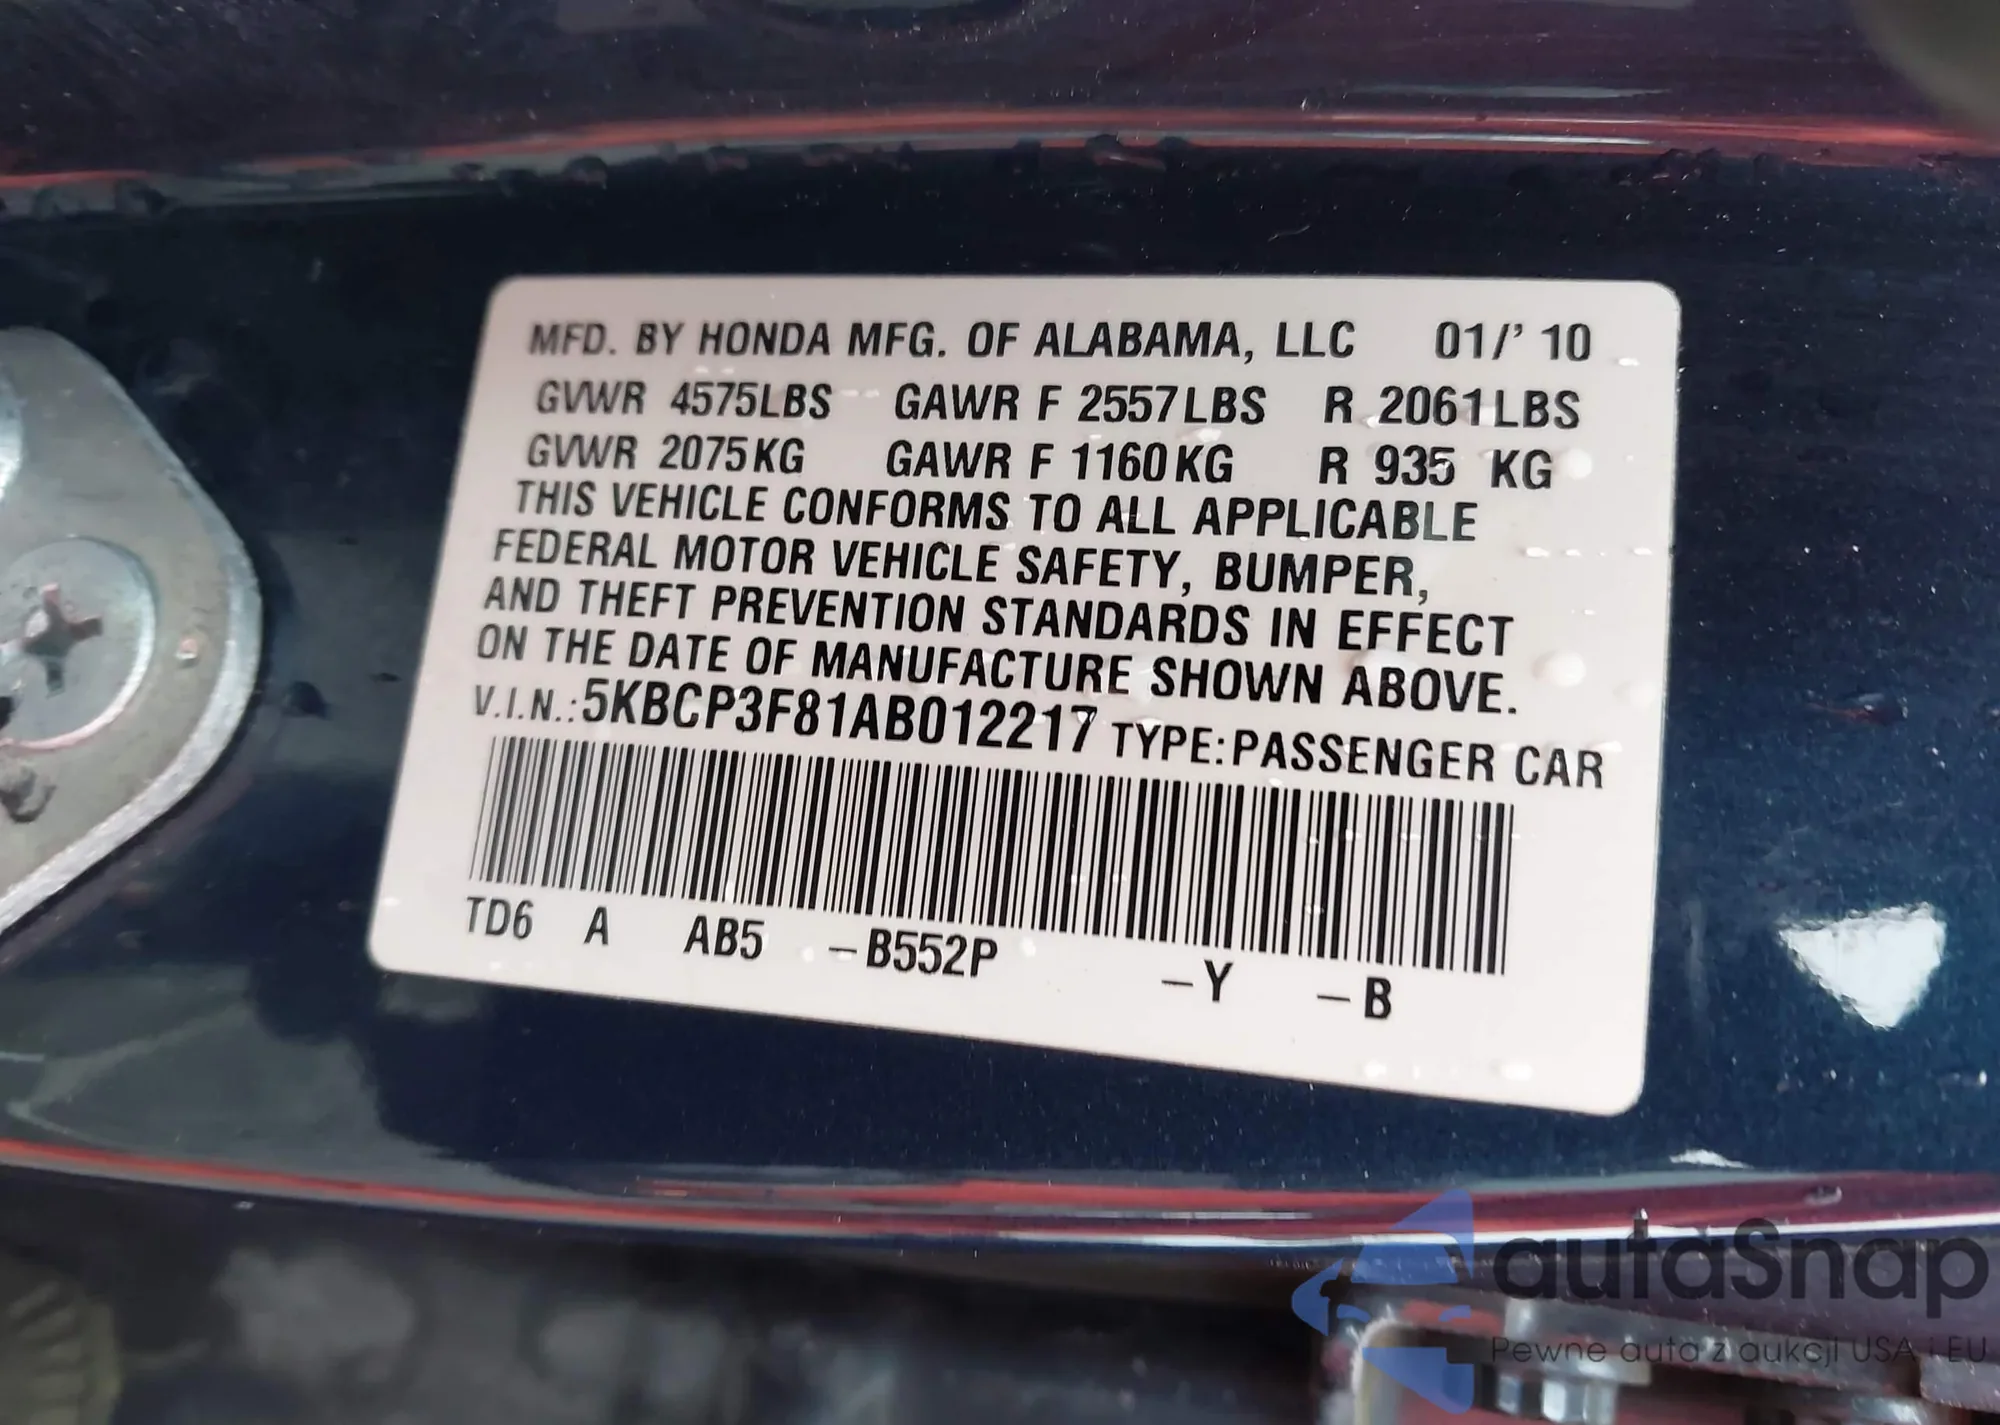 MFD. BY HONDA MFG. OF ALABAMA, LLC 01/' 10
GVWR 4575LBS GAWR F 2557LBS R 2061LBS
GVWR 2075KG GAWR F 1160KG R 935 KG
THIS VEHICLE CONFORMS TO ALL APPLICABLE
FEDERAL MOTOR VEHICLE SAFETY, BUMPER,
AND THEFT PREVENTION STANDARDS IN EFFECT
ON THE DATE OF MANUFACTURE SHOWN ABOVE.
V.I.N.:5KBCP3F81AB012217 TYPE:PASSENGER CAR
TD6 A AB5 –B552P –Y –B
autaSnap
Pewne auta z aukcji USA i EU